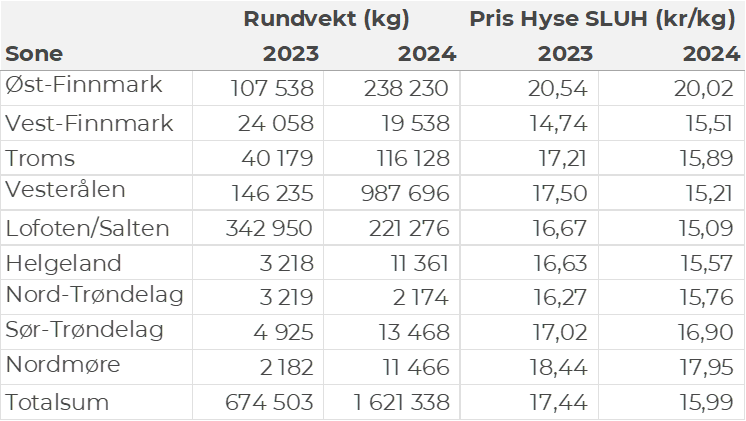 Rundvekt (kg) Pris Hyse SLUH (kr/kg)
Sone 2023 2024 2023 2024
Øst-Finnmark 107 538 238 230 20,54 20,02
Vest-Finnmark 24 058 19 538 14,74 15,51
Troms 40 179 116 128 17,21 15,89
Vesterålen 146 235 987 696 17,50 15,21
Lofoten/Salten 342 950 221 276 16,67 15,09
Helgeland 3 218 11 361 16,63 15,57
Nord-Trøndelag 3 219 2 174 16,27 15,76
Sør-Trøndelag 4 925 13 468 17,02 16,90
Nordmøre 2 182 11 466 18,44 17,95
Totalsum 674 503 1 621 338 17,44 15,99